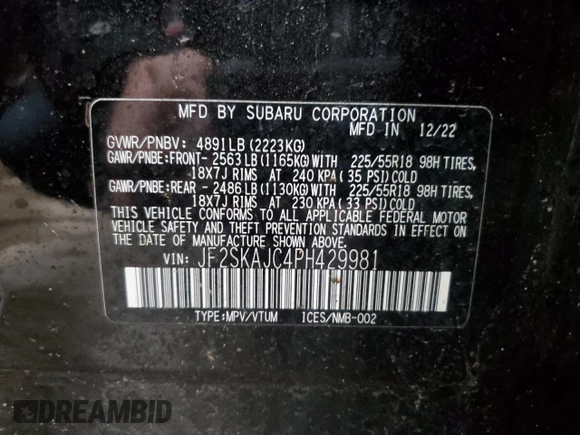 MFD BY SUBARU CORPORATION
12/22
GVWR/PNBV: 4891LB (2223KG)
GAWR/PNBE:FRONT- 2563LB(1165KG)WITH 225/55R18 98H TIRES,
18X7J RIMS AT 240 KPA( 35 PSI)COLD
GAWR/PNBE:REAR - 2486LB(1130KG)WITH 225/55R18 98H TIRES,
18X7J RIMS AT 230 KPA( 33 PSI)COLD
THIS VEHICLE CONFORMS TO ALL APPLICABLE FEDERAL MOTOR
VEHICLE SAFETY AND THEFT PREVENTION STANDARDS IN EFFECT ON
THE DATE OF MANUFACTURE SHOWN ABOVE.
VIN: JF2SKAJC4PH429981
TYPE:MPV/VTUM ICES/NMB-002
DREAMBID